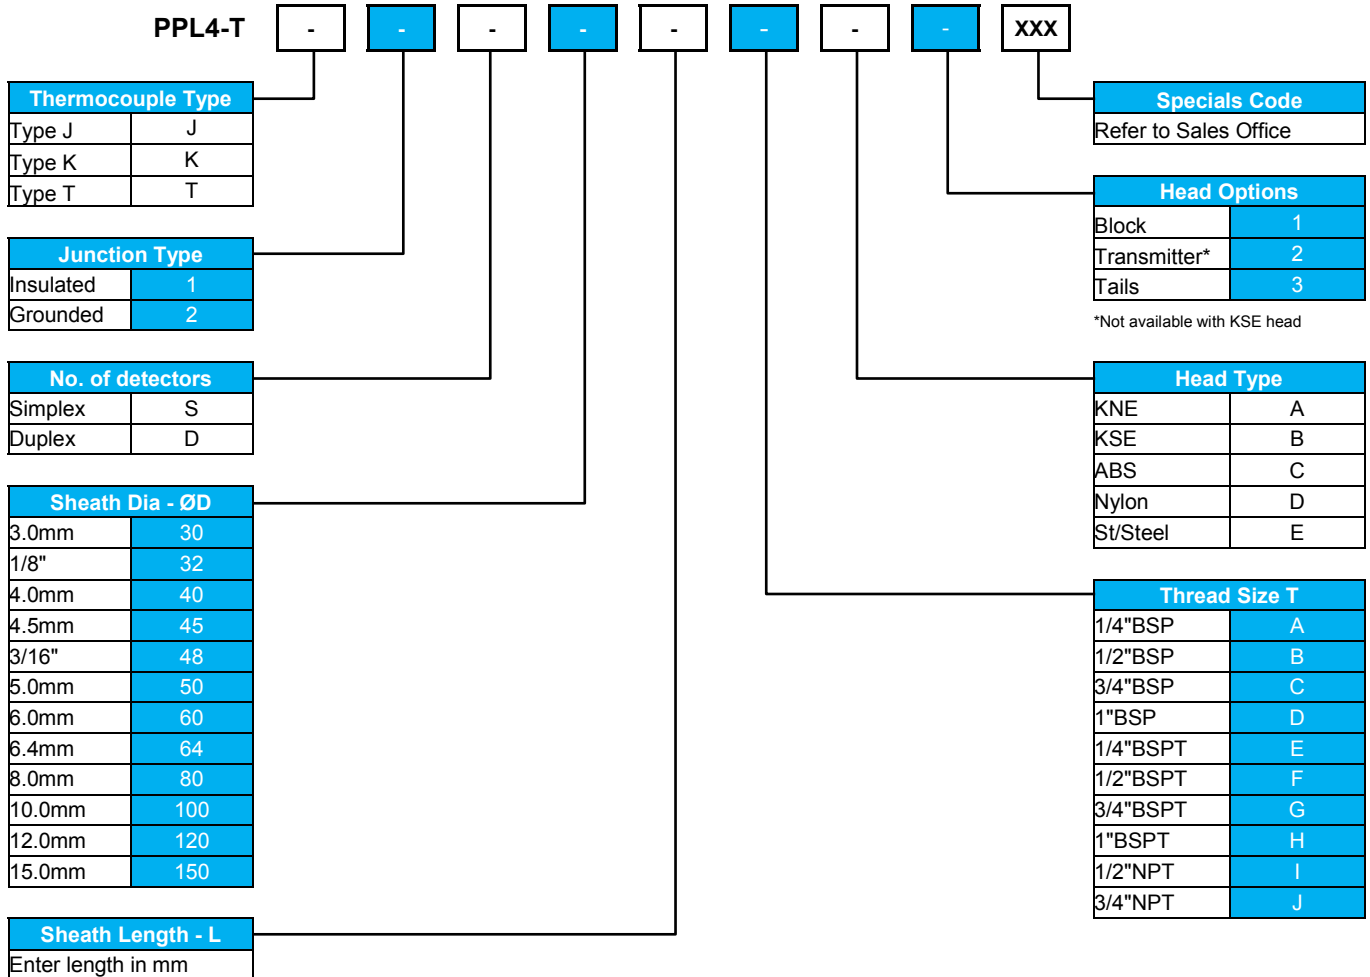 PPL4-T - - - - - - - - XXX
Thermocouple Type
Type J J
Type K K
Type T T
Junction Type
Insulated 1
Grounded 2
No. of detectors
Simplex S
Duplex D
Sheath Dia - ØD
3.0mm 30
1/8" 32
4.0mm 40
4.5mm 45
3/16" 48
5.0mm 50
6.0mm 60
6.4mm 64
8.0mm 80
10.0mm 100
12.0mm 120
15.0mm 150
Sheath Length - L
Enter length in mm
Specials Code
Refer to Sales Office
Head Options
Block 1
Transmitter* 2
Tails 3
*Not available with KSE head
Head Type
KNE A
KSE B
ABS C
Nylon D
St/Steel E
Thread Size T
1/4"BSP A
1/2"BSP B
3/4"BSP C
1"BSP D
1/4"BSPT E
1/2"BSPT F
3/4"BSPT G
1"BSPT H
1/2"NPT I
3/4"NPT J